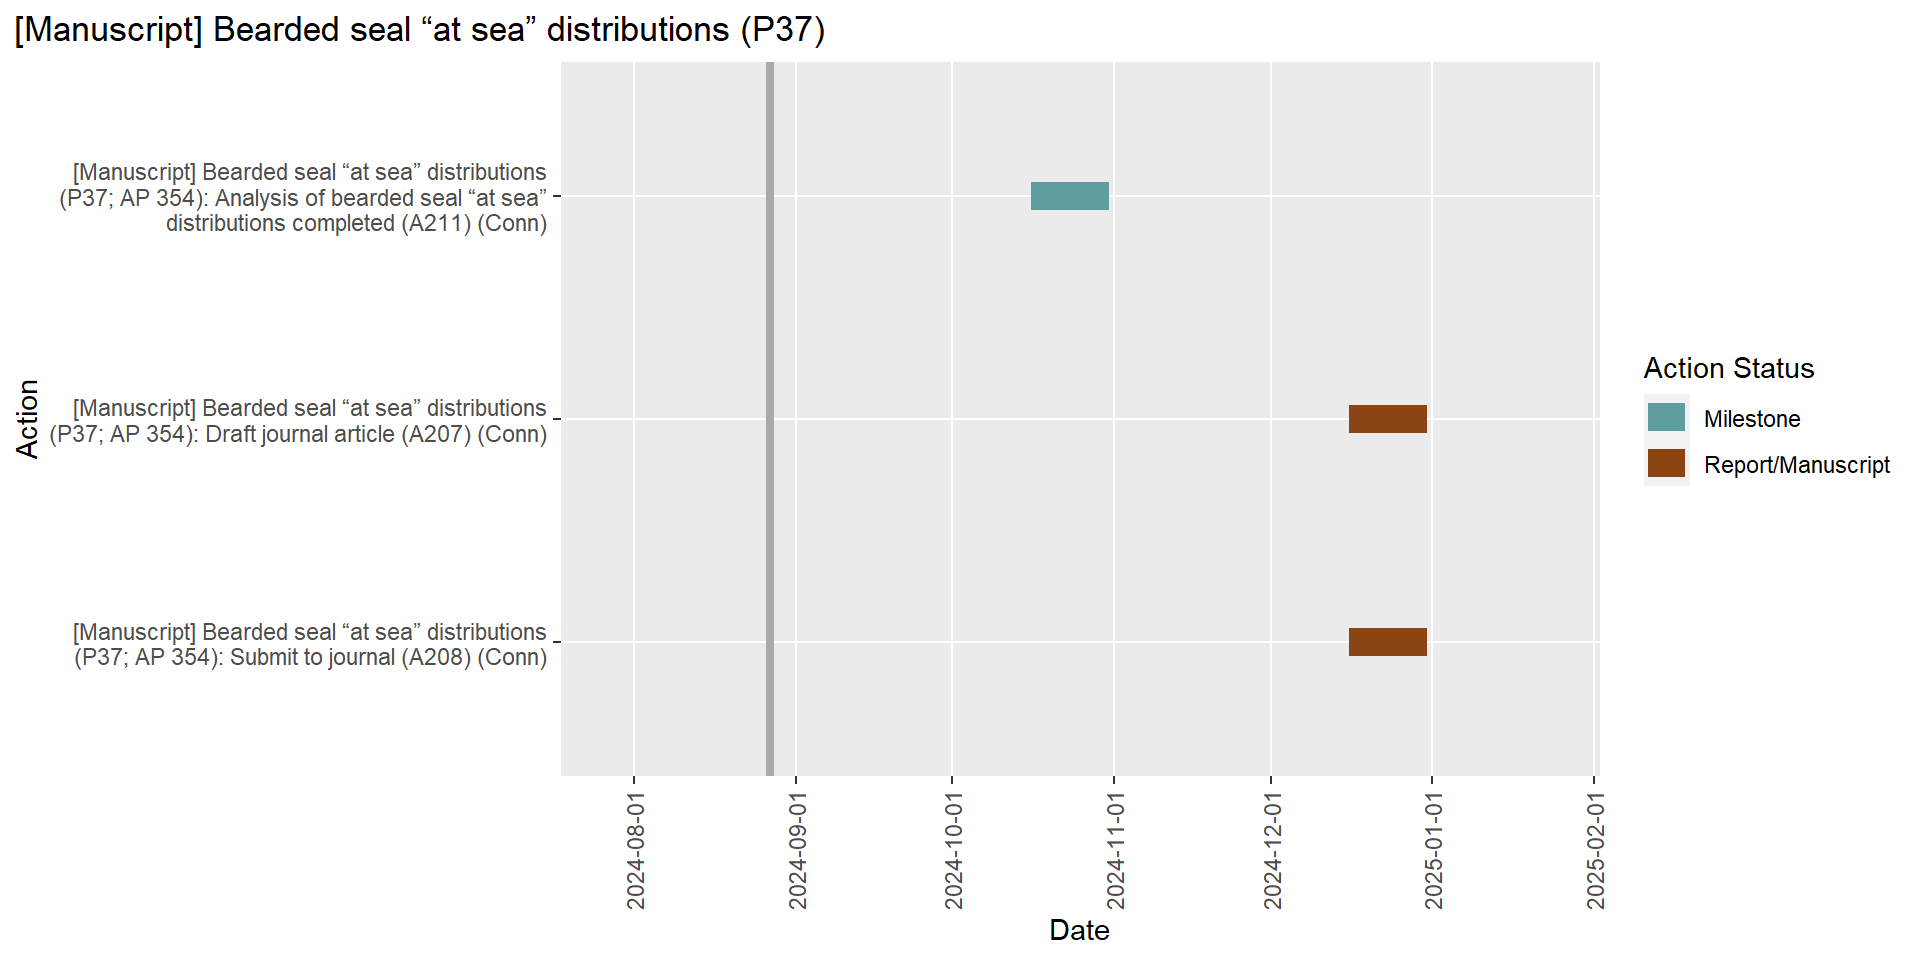 [Manuscript] Bearded seal “at sea” distributions (P37)
[Manuscript] Bearded seal “at sea” distributions
(P37; AP 354): Analysis of bearded seal “at sea”
distributions completed (A211) (Conn)
[Manuscript] Bearded seal “at sea” distributions
(P37; AP 354): Draft journal article (A207) (Conn)
[Manuscript] Bearded seal “at sea” distributions
(P37; AP 354): Submit to journal (A208) (Conn)
Action
2024-08-01
2024-09-01
2024-10-01
2024-11-01
2024-12-01
2025-01-01
2025-02-01
Date
Action Status
Milestone
Report/Manuscript